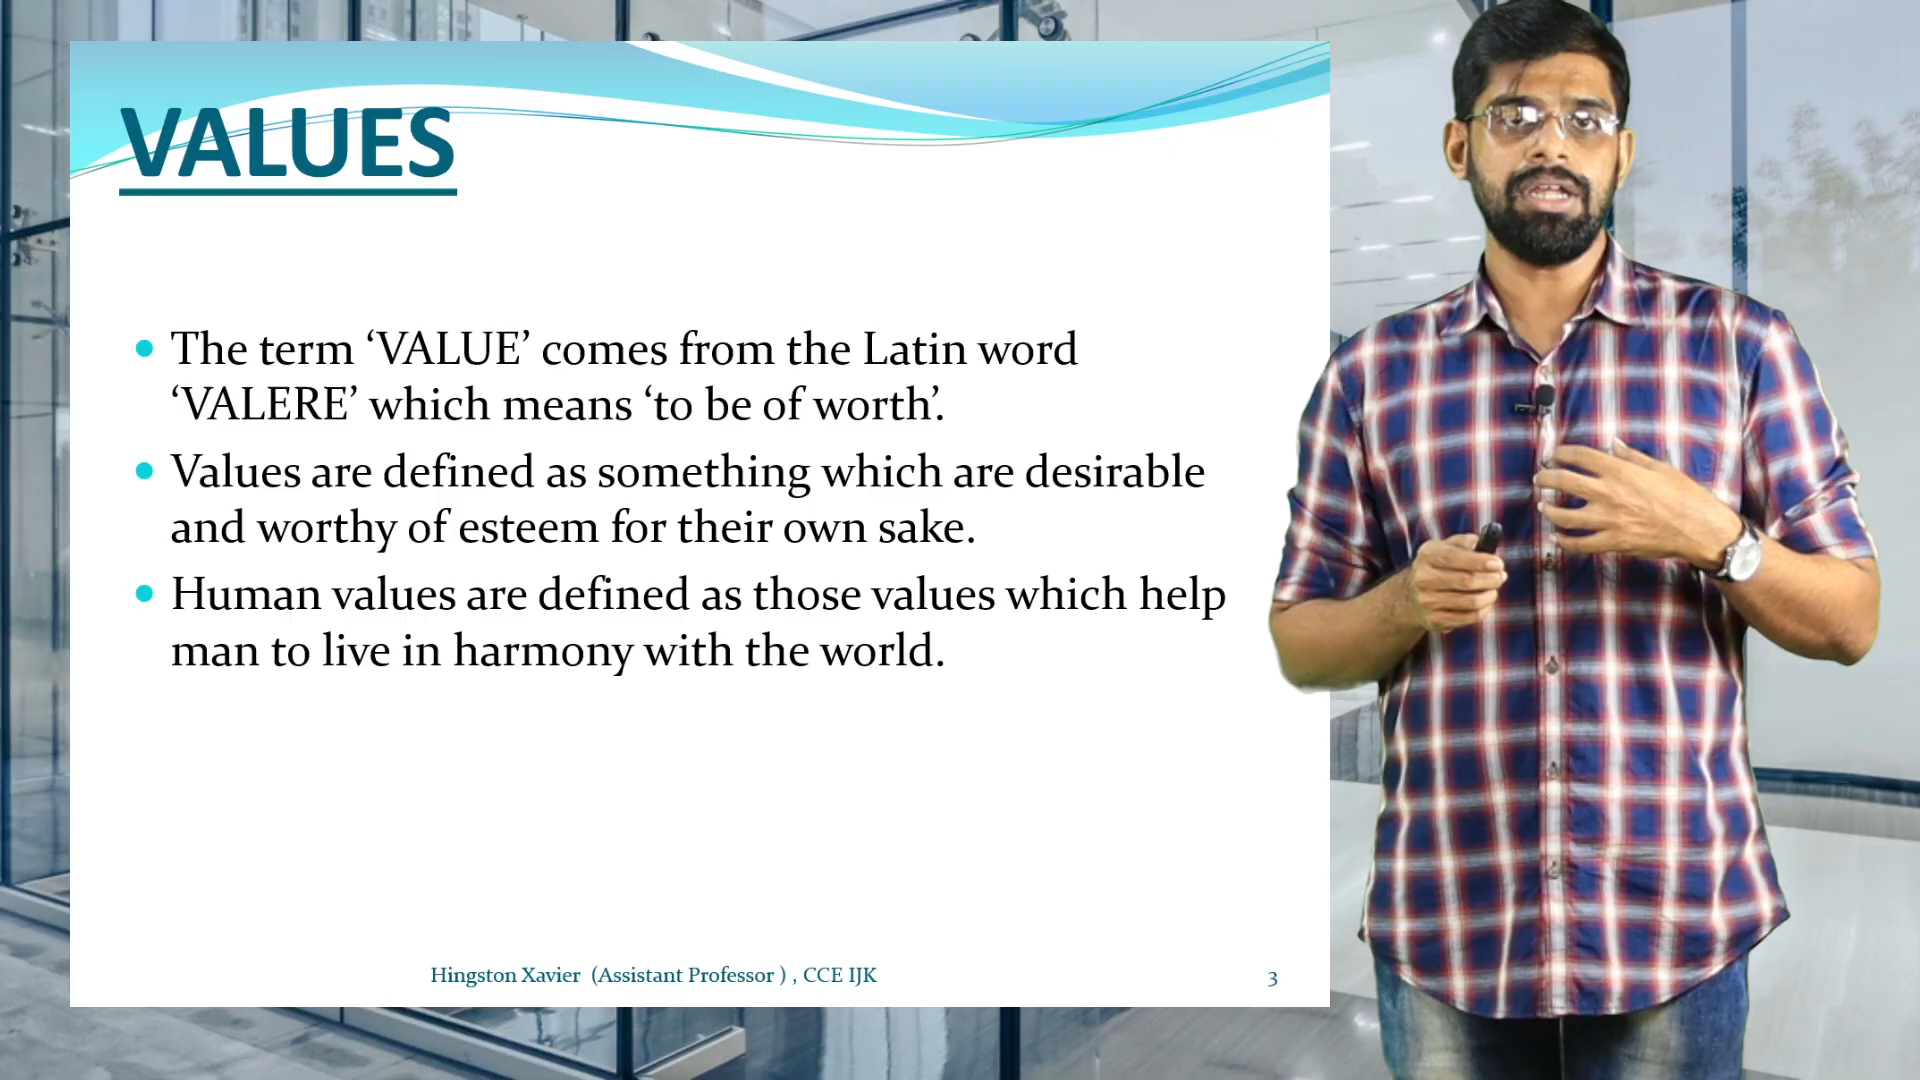 VALUES
The term ‘VALUE’ comes from the Latin word
‘VALERE’ which means ‘to be of worth’.
Values are defined as something which are desirable
and worthy of esteem for their own sake.
Human values are defined as those values which help
man to live in harmony with the world.
Hingston Xavier (Assistant Professor ) , CCE IJK
3